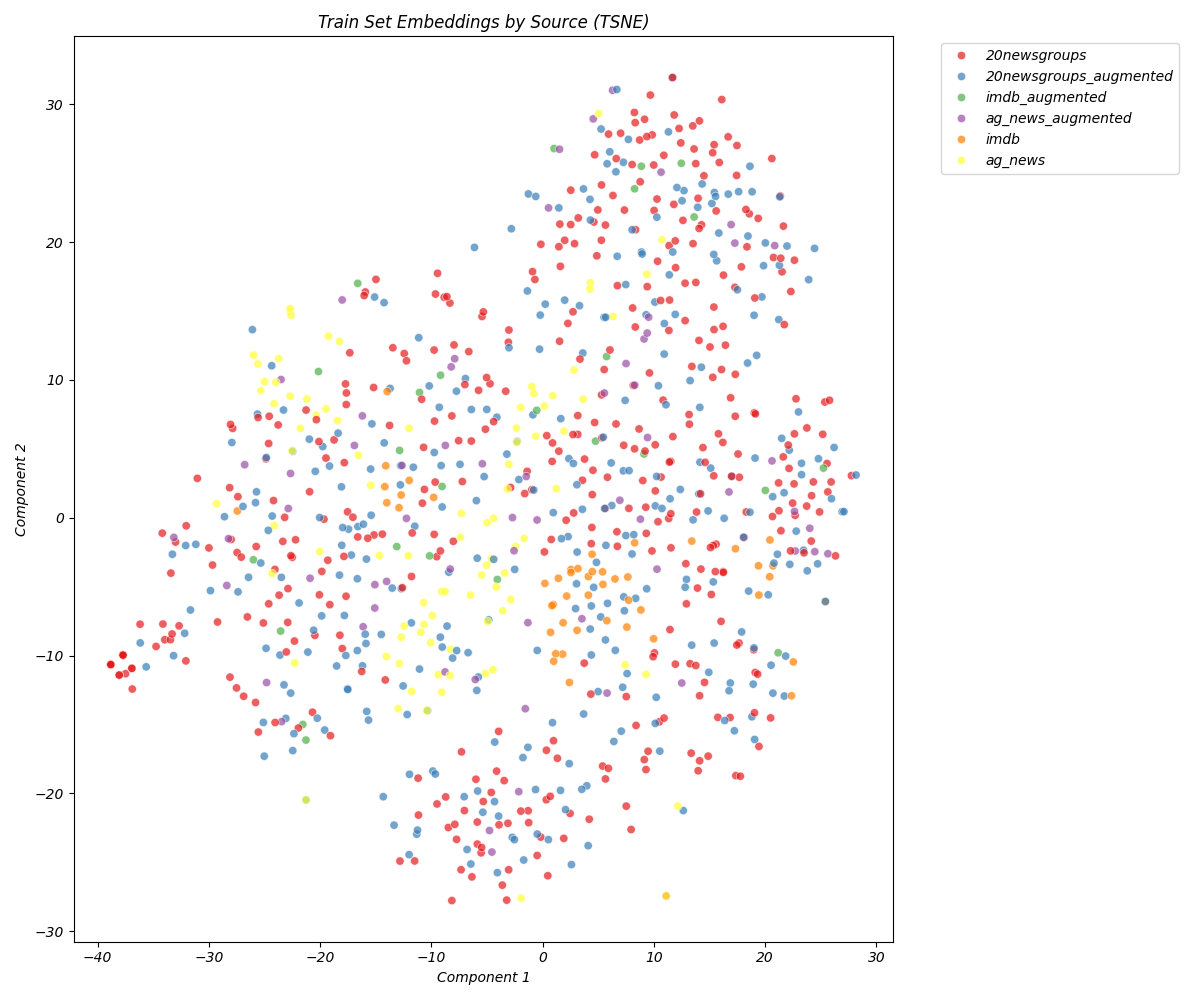 Train Set Embeddings by Source (TSNE)
20newsgroups
20newsgroups_augmented
imdb_augmented
ag_news_augmented
imdb
ag_news
Component 2
30
20
10
0
−10
−20
−30
−40 −30 −20 −10 0 10 20 30
Component 1